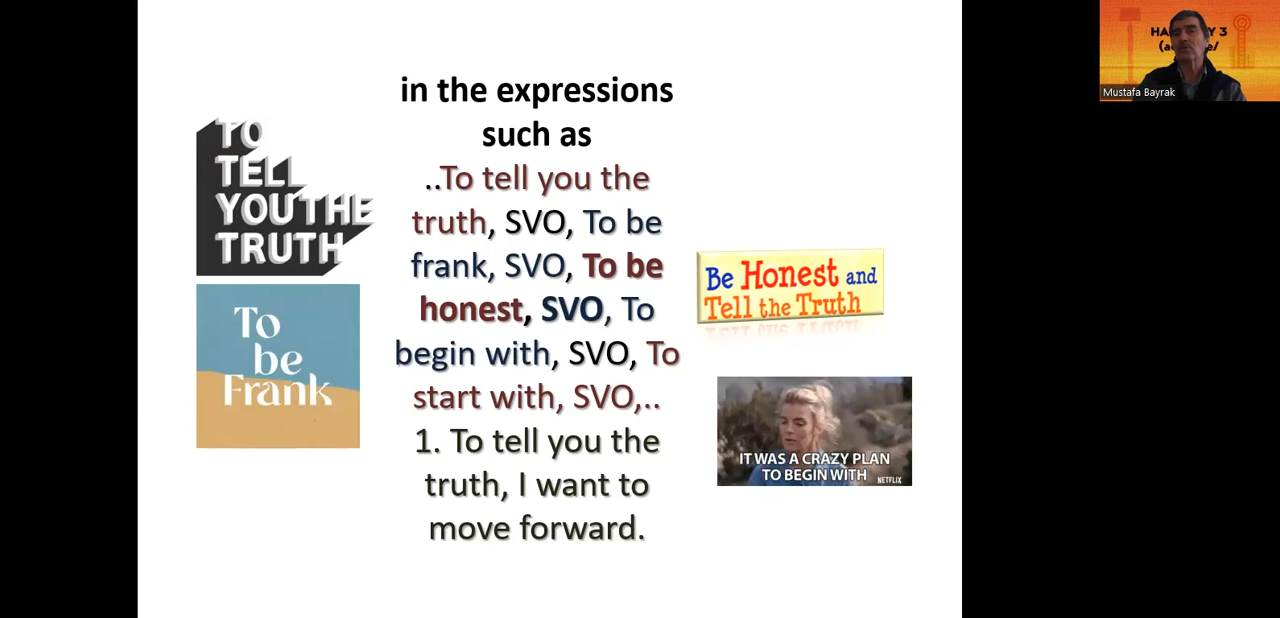 in the expressions
such as
..To tell you the
truth, SVO, To be
frank, SVO, To be
honest, SVO, To
begin with, SVO, To
start with, SVO,..
1. To tell you the
truth, I want to
move forward.
TO
TELL
YOU THE
TRUTH
To
be
Frank
Be Honest and
Tell the Truth
IT WAS A CRAZY PLAN
TO BEGIN WITH
NETFLIX
Mustafa Bayrak